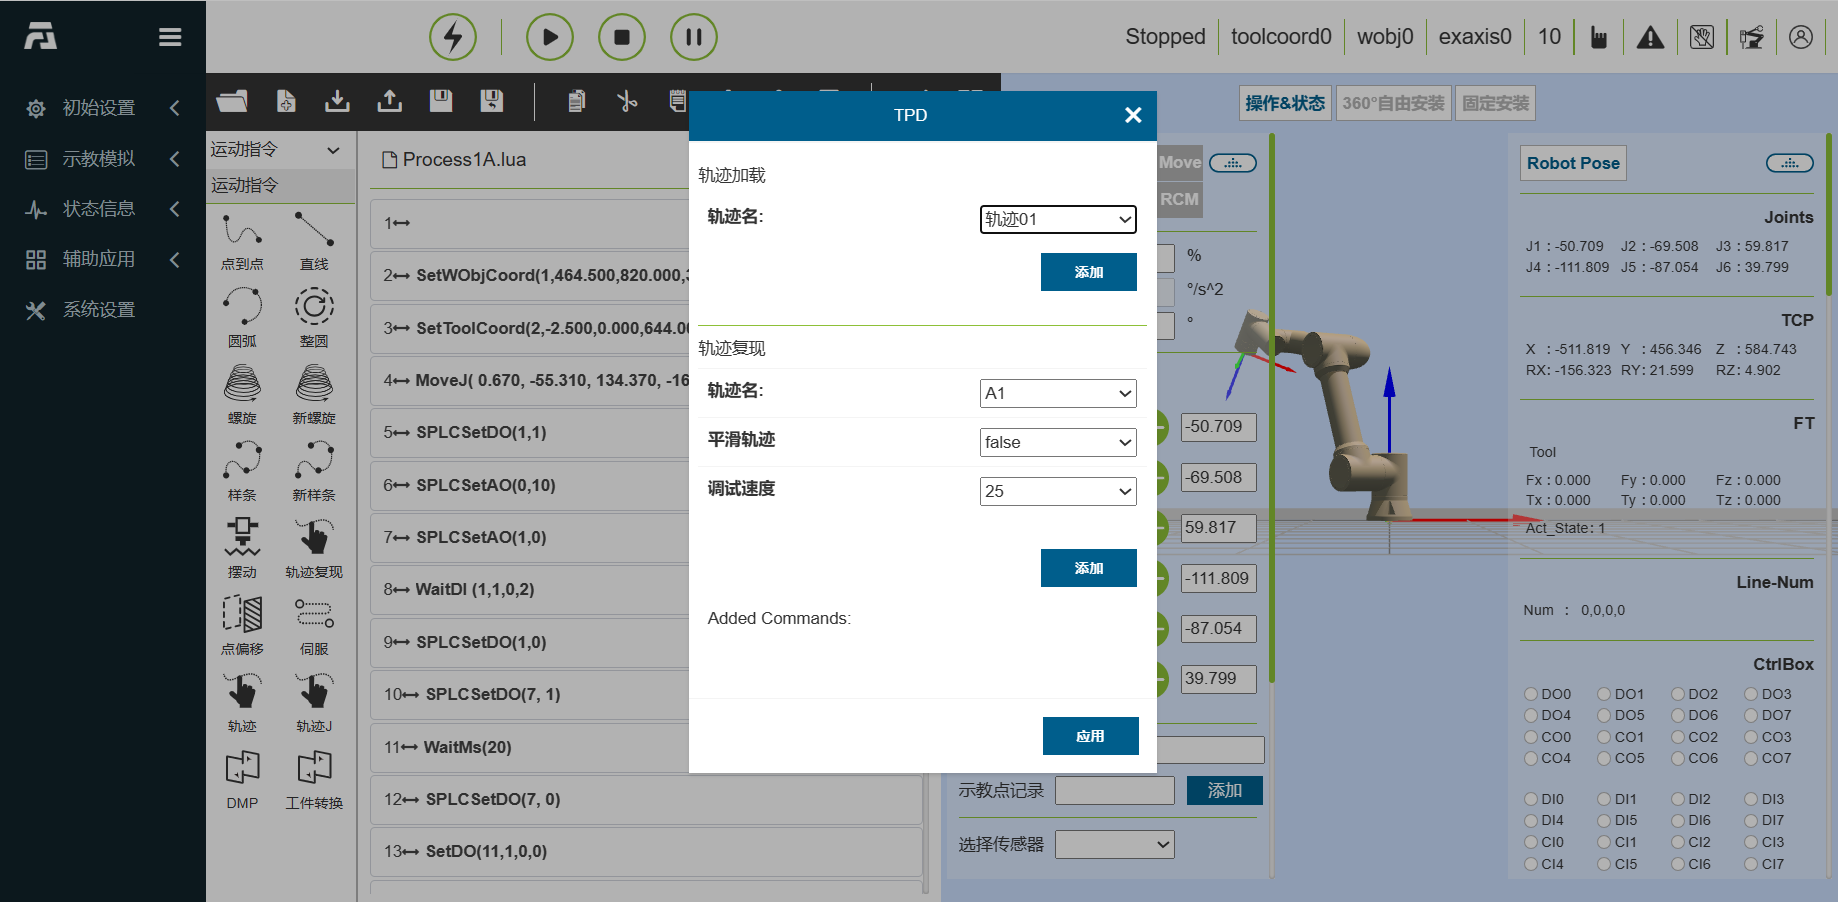 Stopped
toolcoord0
wobj0
exaxis0
10
初始设置
示教模拟
状态信息
辅助应用
系统设置
运动指令
运动指令
点到点
直线
圆弧
整圆
螺旋
新螺旋
样条
新样条
摆动
轨迹复现
点偏移
伺服
轨迹
轨迹J
DMP
工件转换
Process1A.lua
1
2 SetWObjCoord(1,464.500,820.000,
3 SetToolCoord(2,-2.500,0.000,644.0
4 MoveJ( 0.670, -55.310, 134.370, -16
5 SPLCSetDO(1,1)
6 SPLCSetAO(0,10)
7 SPLCSetAO(1,0)
8 WaitDI (1,1,0,2)
9 SPLCSetDO(1,0)
10 SPLCSetDO(7, 1)
11 WaitMs(20)
12 SPLCSetDO(7, 0)
13 SetDO(11,1,0,0)
TPD
轨迹加载
轨迹名:
轨迹01
添加
轨迹复现
轨迹名:
A1
平滑轨迹
false
调试速度
25
添加
Added Commands:
应用
Move
RCM
%
°/s^2
°
-50.709
-69.508
59.817
-111.809
-87.054
39.799
示教点记录
添加
选择传感器
操作&状态
360°自由安装
固定安装
Robot Pose
Joints
J1 : -50.709 J2 : -69.508 J3 : 59.817
J4 : -111.809 J5 : -87.054 J6 : 39.799
TCP
X : -511.819 Y : 456.346 Z : 584.743
RX: -156.323 RY: 21.599 RZ: 4.902
FT
Tool
Fx : 0.000 Fy : 0.000 Fz : 0.000
Tx : 0.000 Ty : 0.000 Tz : 0.000
Act_State : 1
Line-Num
Num : 0,0,0,0
CtrlBox
DO0 DO1 DO2 DO3
DO4 DO5 DO6 DO7
CO0 CO1 CO2 CO3
CO4 CO5 CO6 CO7
DI0 DI1 DI2 DI3
DI4 DI5 DI6 DI7
CI0 CI1 CI2 CI3
CI4 CI5 CI6 CI7